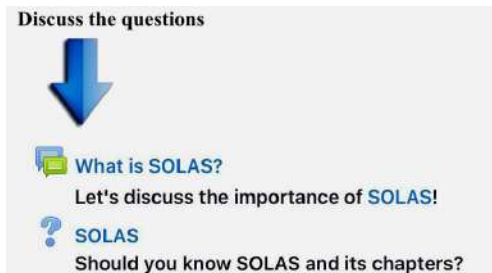 Discuss the questions
What is SOLAS?
Let's discuss the importance of SOLAS!
SOLAS
Should you know SOLAS and its chapters?